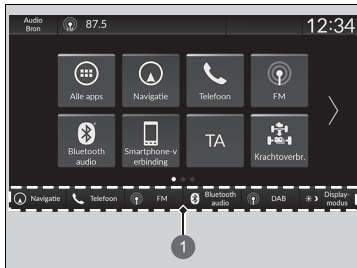 Audio
Bron
87.5
12:34
Alle apps
Navigatie
Telefoon
FM
Bluetooth
audio
Smartphone-v
erbinding
TA
Krachtoverbr.
Navigatie
Telefoon
FM
Bluetooth
audio
DAB
Display-
modus
1